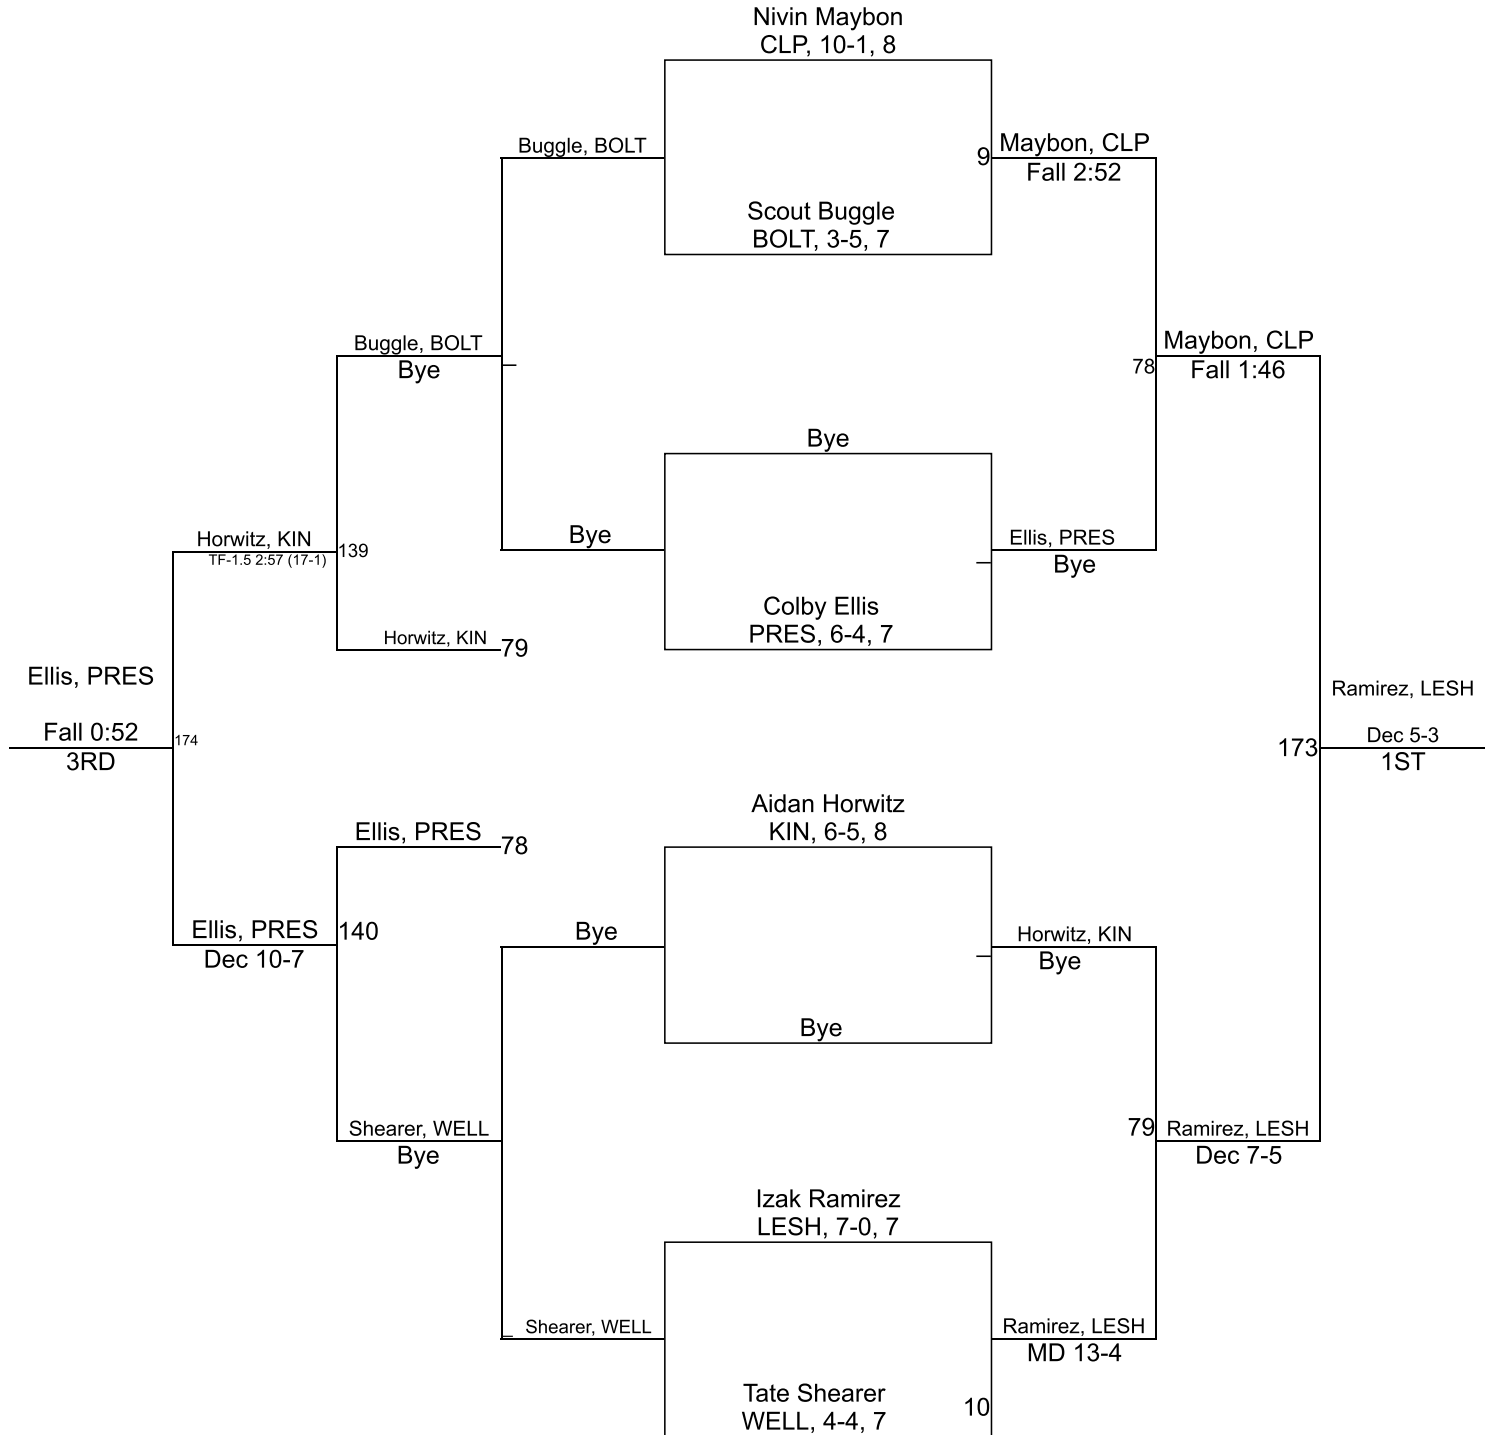 Nivin Maybon
CLP, 10-1, 8
Buggle, BOLT
9
Maybon, CLP
Fall 2:52
Scout Buggle
BOLT, 3-5, 7
Buggle, BOLT
Bye
78
Maybon, CLP
Fall 1:46
Bye
Bye
Ellis, PRES
Bye
Horwitz, KIN
TF-1.5 2:57 (17-1)
139
Colby Ellis
PRES, 6-4, 7
Horwitz, KIN
79
Ellis, PRES
Fall 0:52
3RD
174
Ramirez, LESH
173
Dec 5-3
1ST
Aidan Horwitz
KIN, 6-5, 8
Ellis, PRES
78
Ellis, PRES
Dec 10-7
140
Bye
Horwitz, KIN
Bye
Bye
Shearer, WELL
Bye
79
Ramirez, LESH
Dec 7-5
Izak Ramirez
LESH, 7-0, 7
Shearer, WELL
Ramirez, LESH
MD 13-4
Tate Shearer
WELL, 4-4, 7
10